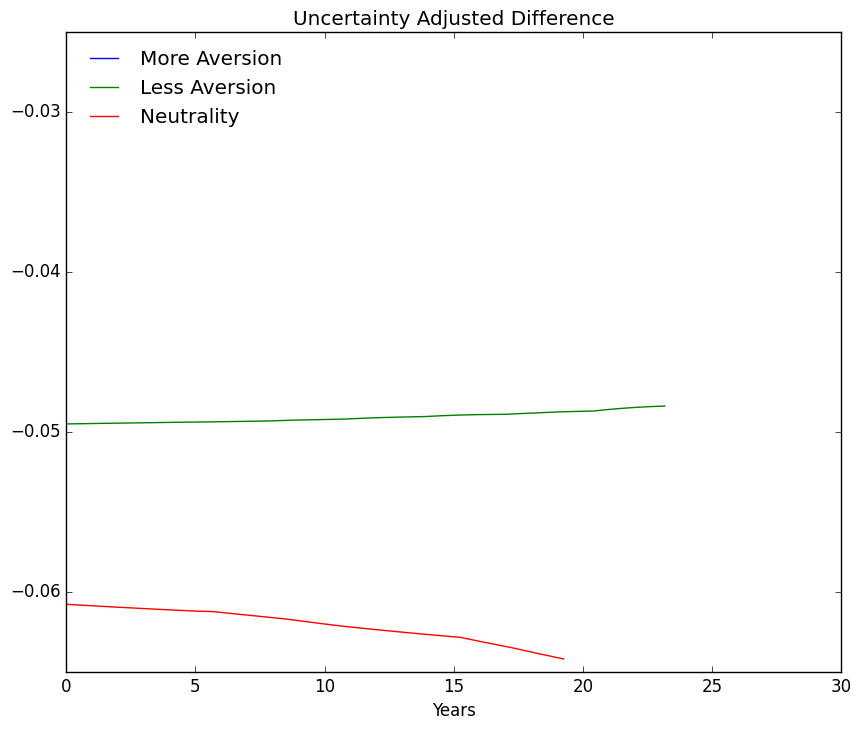 Uncertainty Adjusted Difference
More Aversion
Less Aversion
Neutrality
−0.03
−0.04
−0.05
−0.06
0 5 10 15 20 25 30
Years